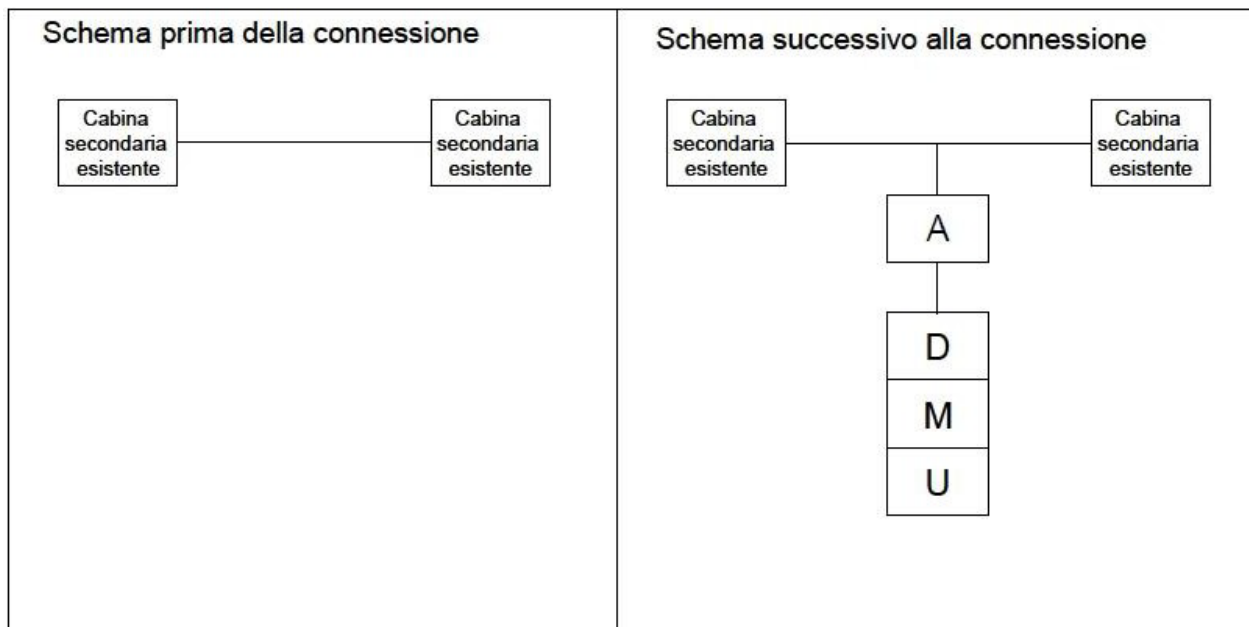 Schema prima della connessione
Cabina
secondaria
esistente
Cabina
secondaria
esistente
Schema successivo alla connessione
Cabina
secondaria
esistente
Cabina
secondaria
esistente
A
D
M
U